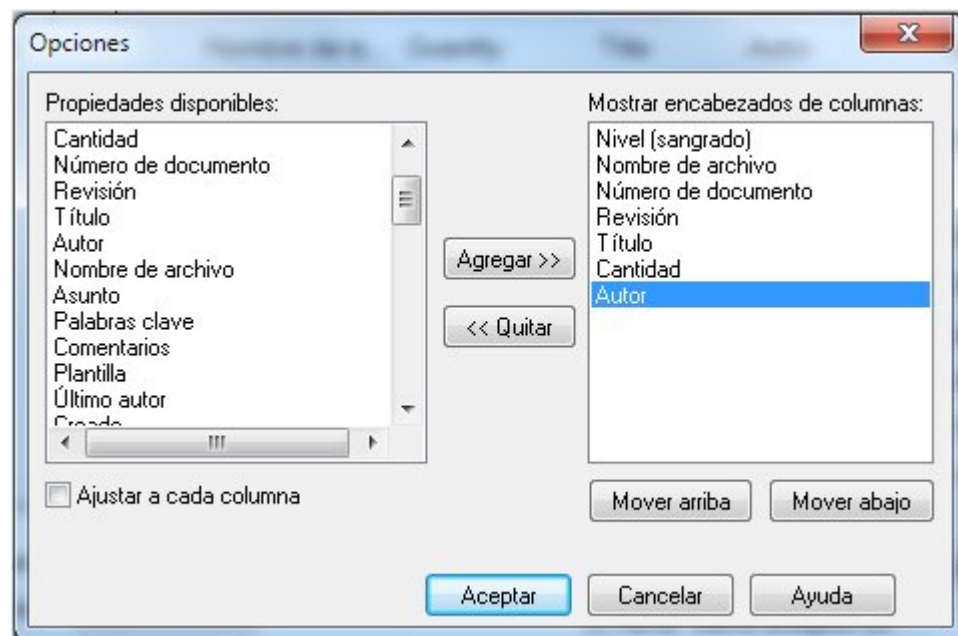 Opciones
Propiedades disponibles:
Cantidad
Número de documento
Revisión
Título
Autor
Nombre de archivo
Asunto
Palabras clave
Comentarios
Plantilla
Último autor
Creado
Ajustar a cada columna
Agregar >>
<< Quitar
Mostrar encabezados de columnas:
Nivel (sangrado)
Nombre de archivo
Número de documento
Revisión
Título
Cantidad
Autor
Mover arriba
Mover abajo
Aceptar
Cancelar
Ayuda